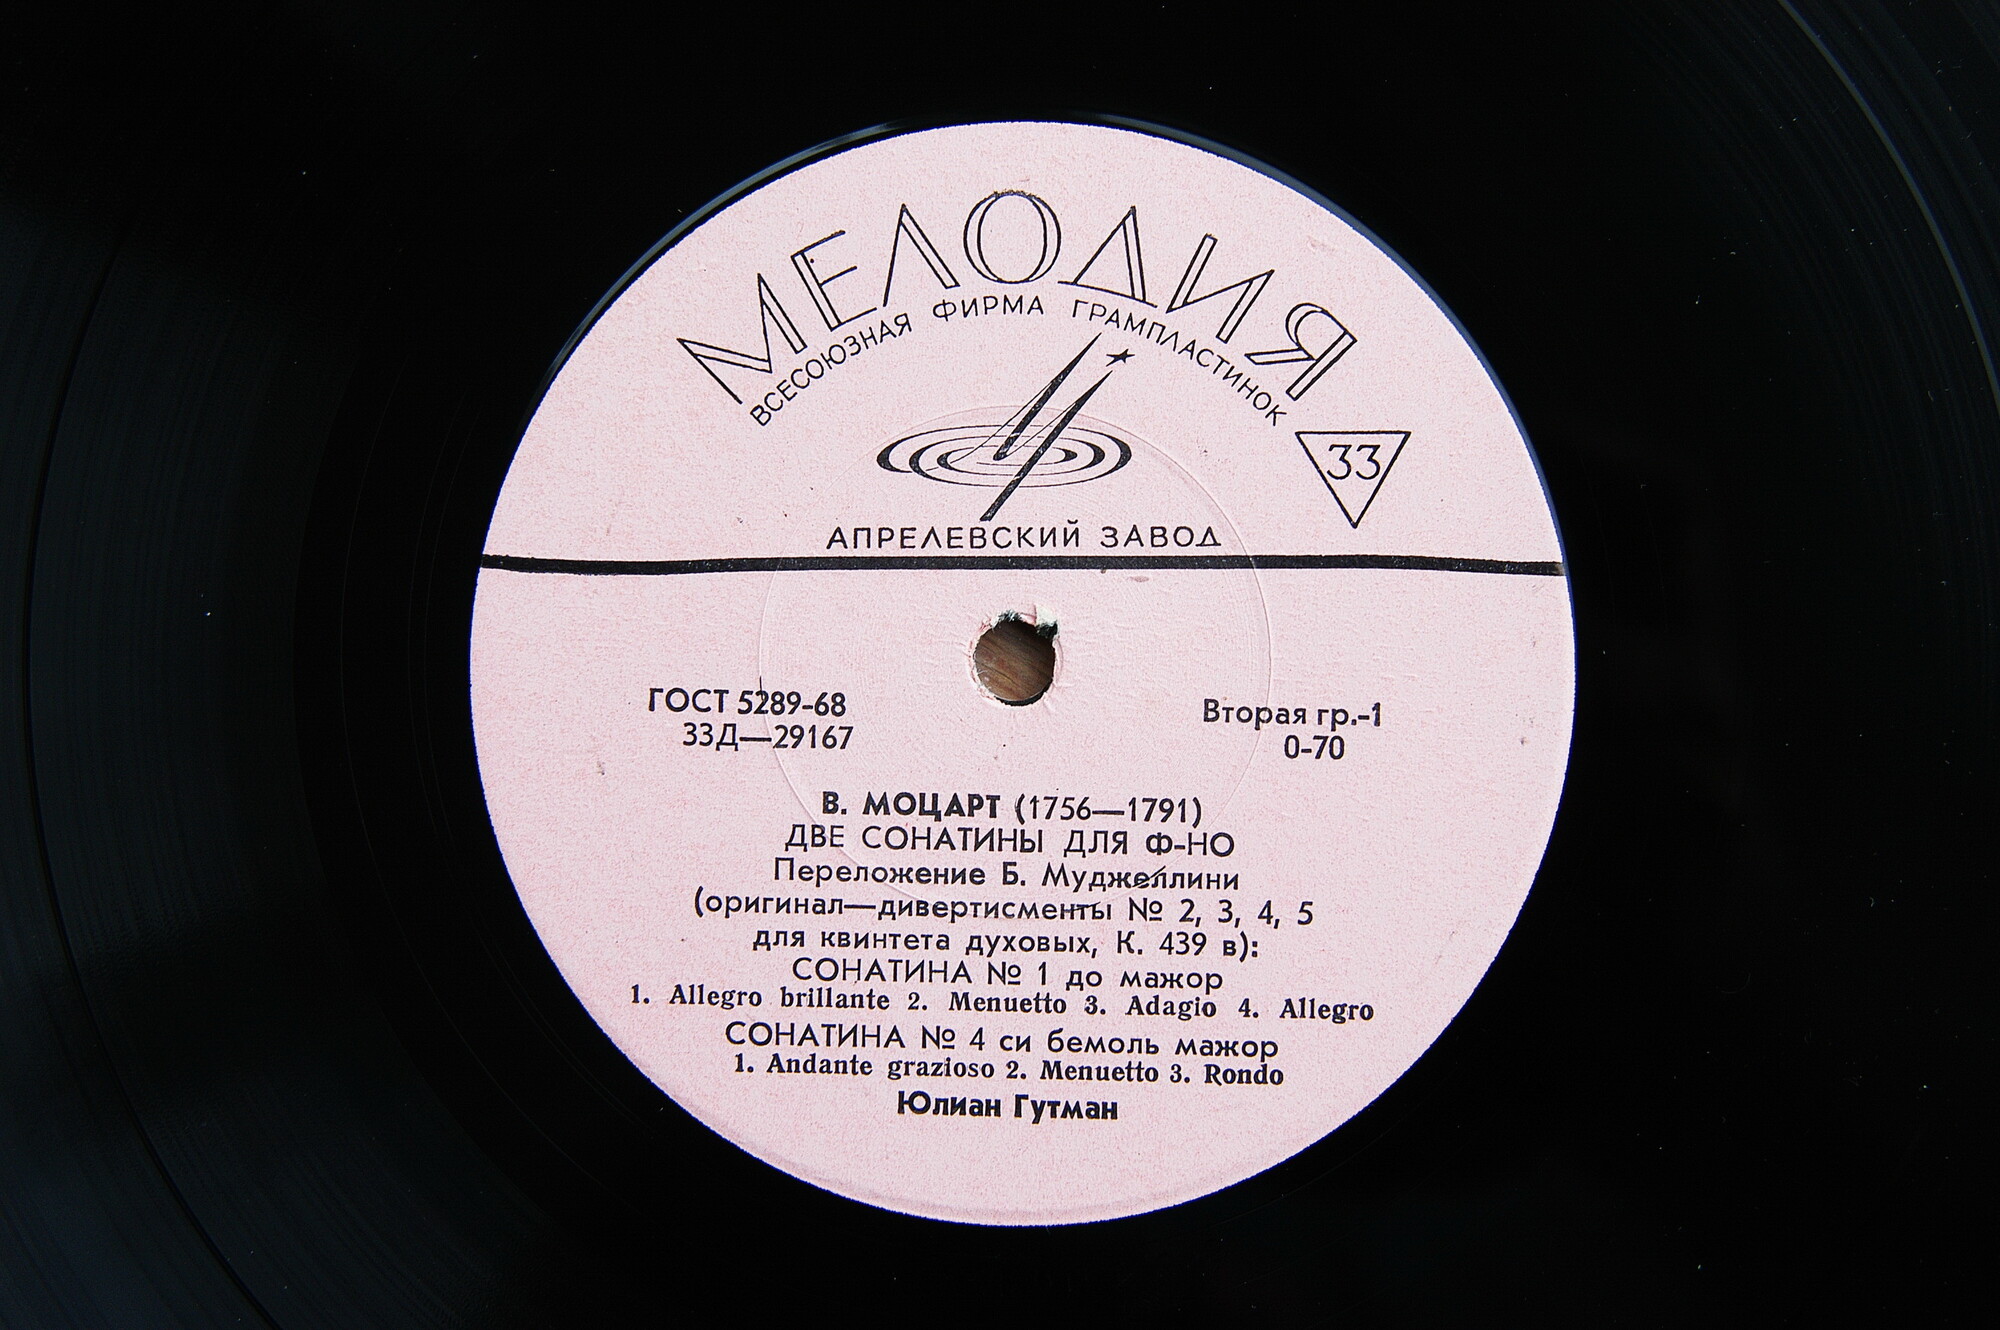 МЕЛОДИЯ
ВСЕСОЮЗНАЯ ФИРМА ГРАМПЛАСТИНОК
33
АПРЕЛЕВСКИЙ ЗАВОД
ГОСТ 5289-68
33Д—29167
Вторая гр.-1
0-70
В. МОЦАРТ (1756—1791)
ДВЕ СОНАТИНЫ ДЛЯ Ф-НО
Переложение Б. Муджеллини
(оригинал—дивертисменты № 2, 3, 4, 5
для квинтета духовых, К. 439 в):
СОНАТИНА № 1 до мажор
1. Allegro brillante 2. Menuetto 3. Adagio 4. Allegro
СОНАТИНА № 4 си бемоль мажор
1. Andante grazioso 2. Menuetto 3. Rondo
Юлиан Гутман